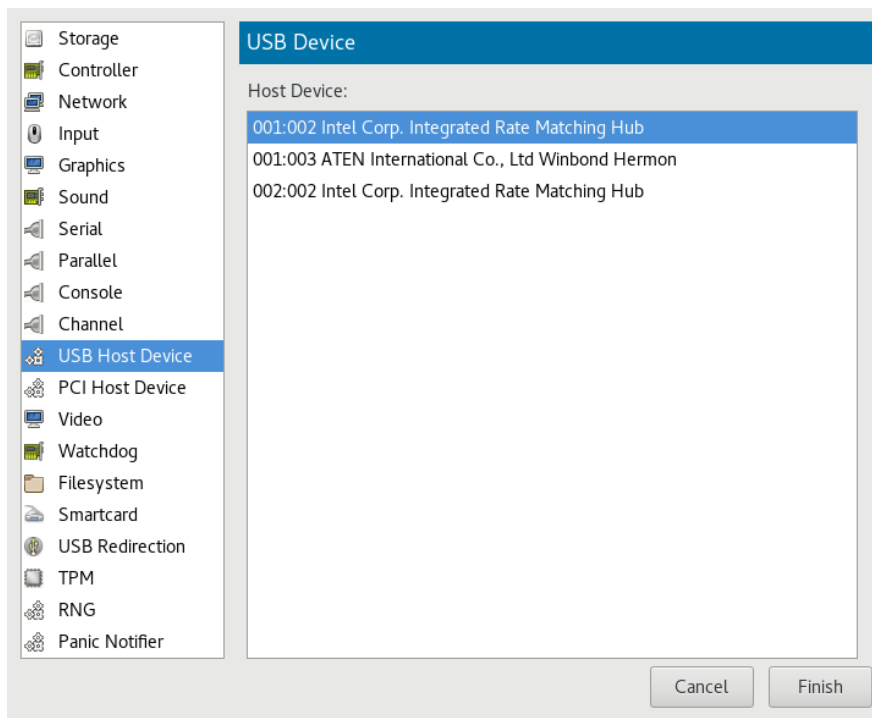 Storage
Controller
Network
Input
Graphics
Sound
Serial
Parallel
Console
Channel
USB Host Device
PCI Host Device
Video
Watchdog
Filesystem
Smartcard
USB Redirection
TPM
RNG
Panic Notifier
USB Device
Host Device:
001:002 Intel Corp. Integrated Rate Matching Hub
001:003 ATEN International Co., Ltd Winbond Hermon
002:002 Intel Corp. Integrated Rate Matching Hub
Cancel
Finish